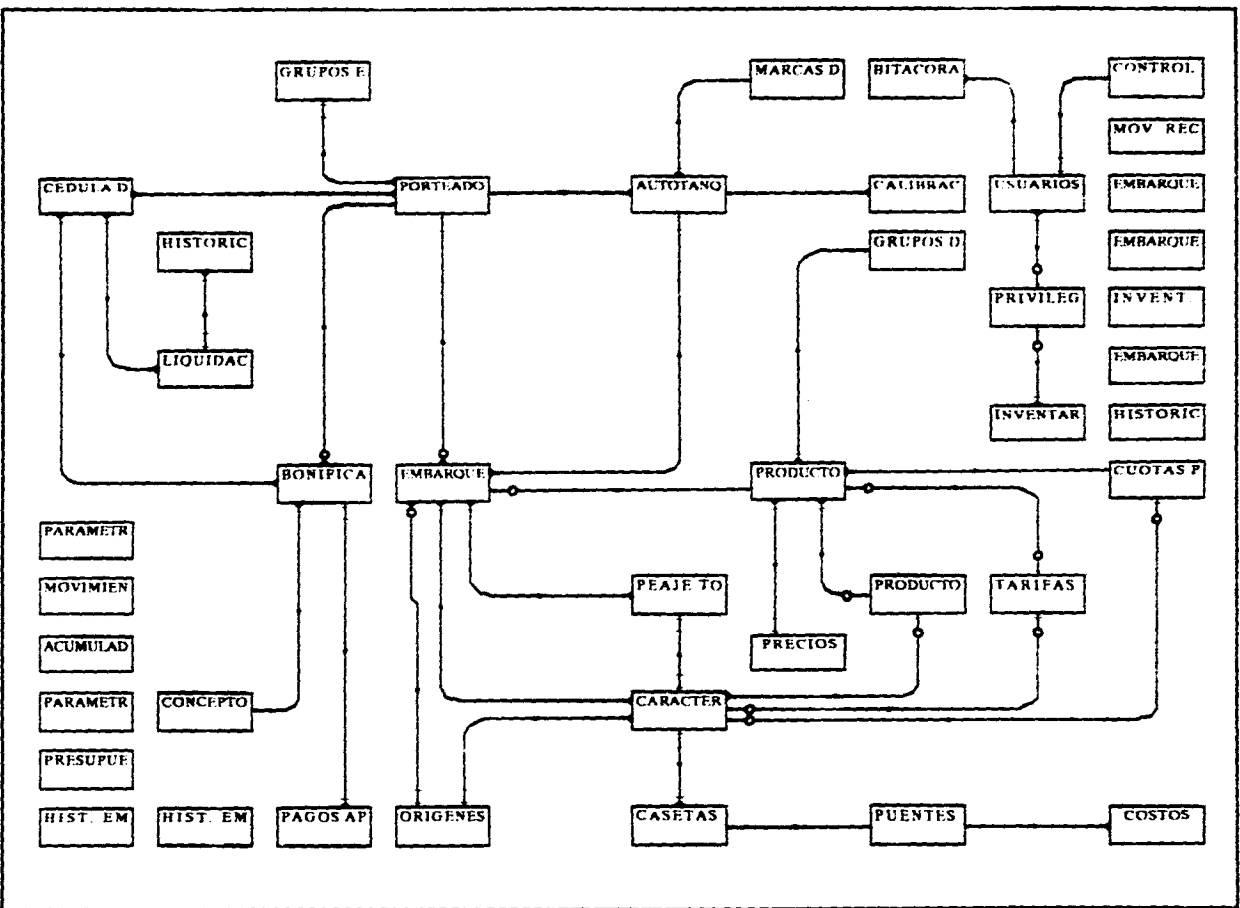 GRUPOS E
MARCAS D
BITACORA
CONTROL
MOV REC
CEDULA D
PORTEADO
AUTOTANQ
CALIBRAC
USUARIOS
EMBARQUE
HISTORIC
GRUPOS D
EMBARQUE
PRIVILEG
INVENT.
LIQUIDAC
EMBARQUE
INVENTAR
HISTORIC
BONIFICA
EMBARQUE
PRODUCTO
CUOTAS P
PARAMETR
MOVIMIEN
PEAJE TO
PRODUCTO
TARIFAS
ACUMULAD
PRECIOS
PARAMETR
CONCEPTO
CARACTER
PRESUPUE
HIST. EM
HIST. EM
PAGOS AP
ORIGENES
CASETAS
PUENTES
COSTOS